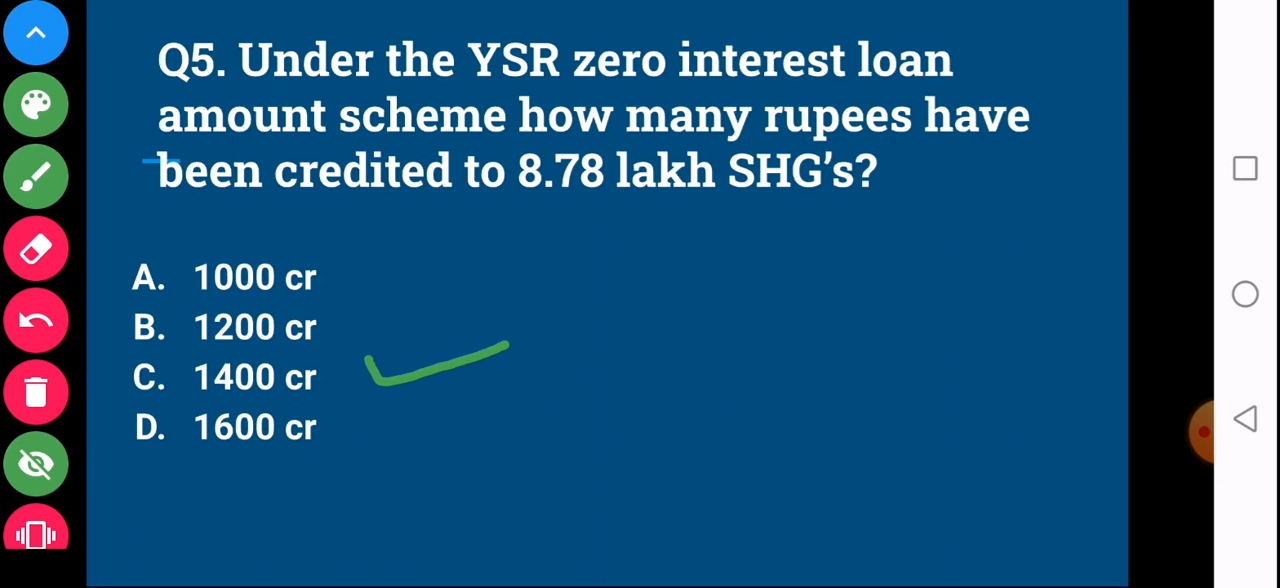 Q5. Under the YSR zero interest loan
amount scheme how many rupees have
been credited to 8.78 lakh SHG’s?
A. 1000 cr
B. 1200 cr
C. 1400 cr
D. 1600 cr